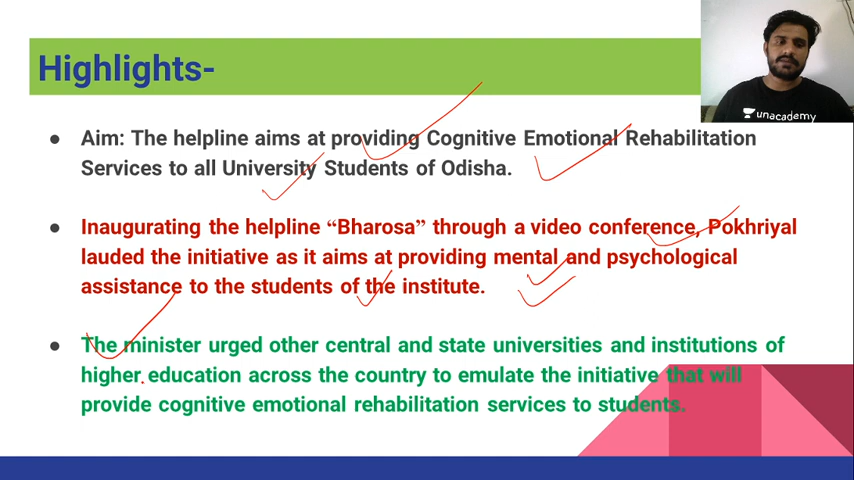 Highlights-
unacademy
Aim: The helpline aims at providing Cognitive Emotional Rehabilitation
Services to all University Students of Odisha.
Inaugurating the helpline “Bharosa” through a video conference, Pokhriyal
lauded the initiative as it aims at providing mental and psychological
assistance to the students of the institute.
The minister urged other central and state universities and institutions of
higher education across the country to emulate the initiative that will
provide cognitive emotional rehabilitation services to students.